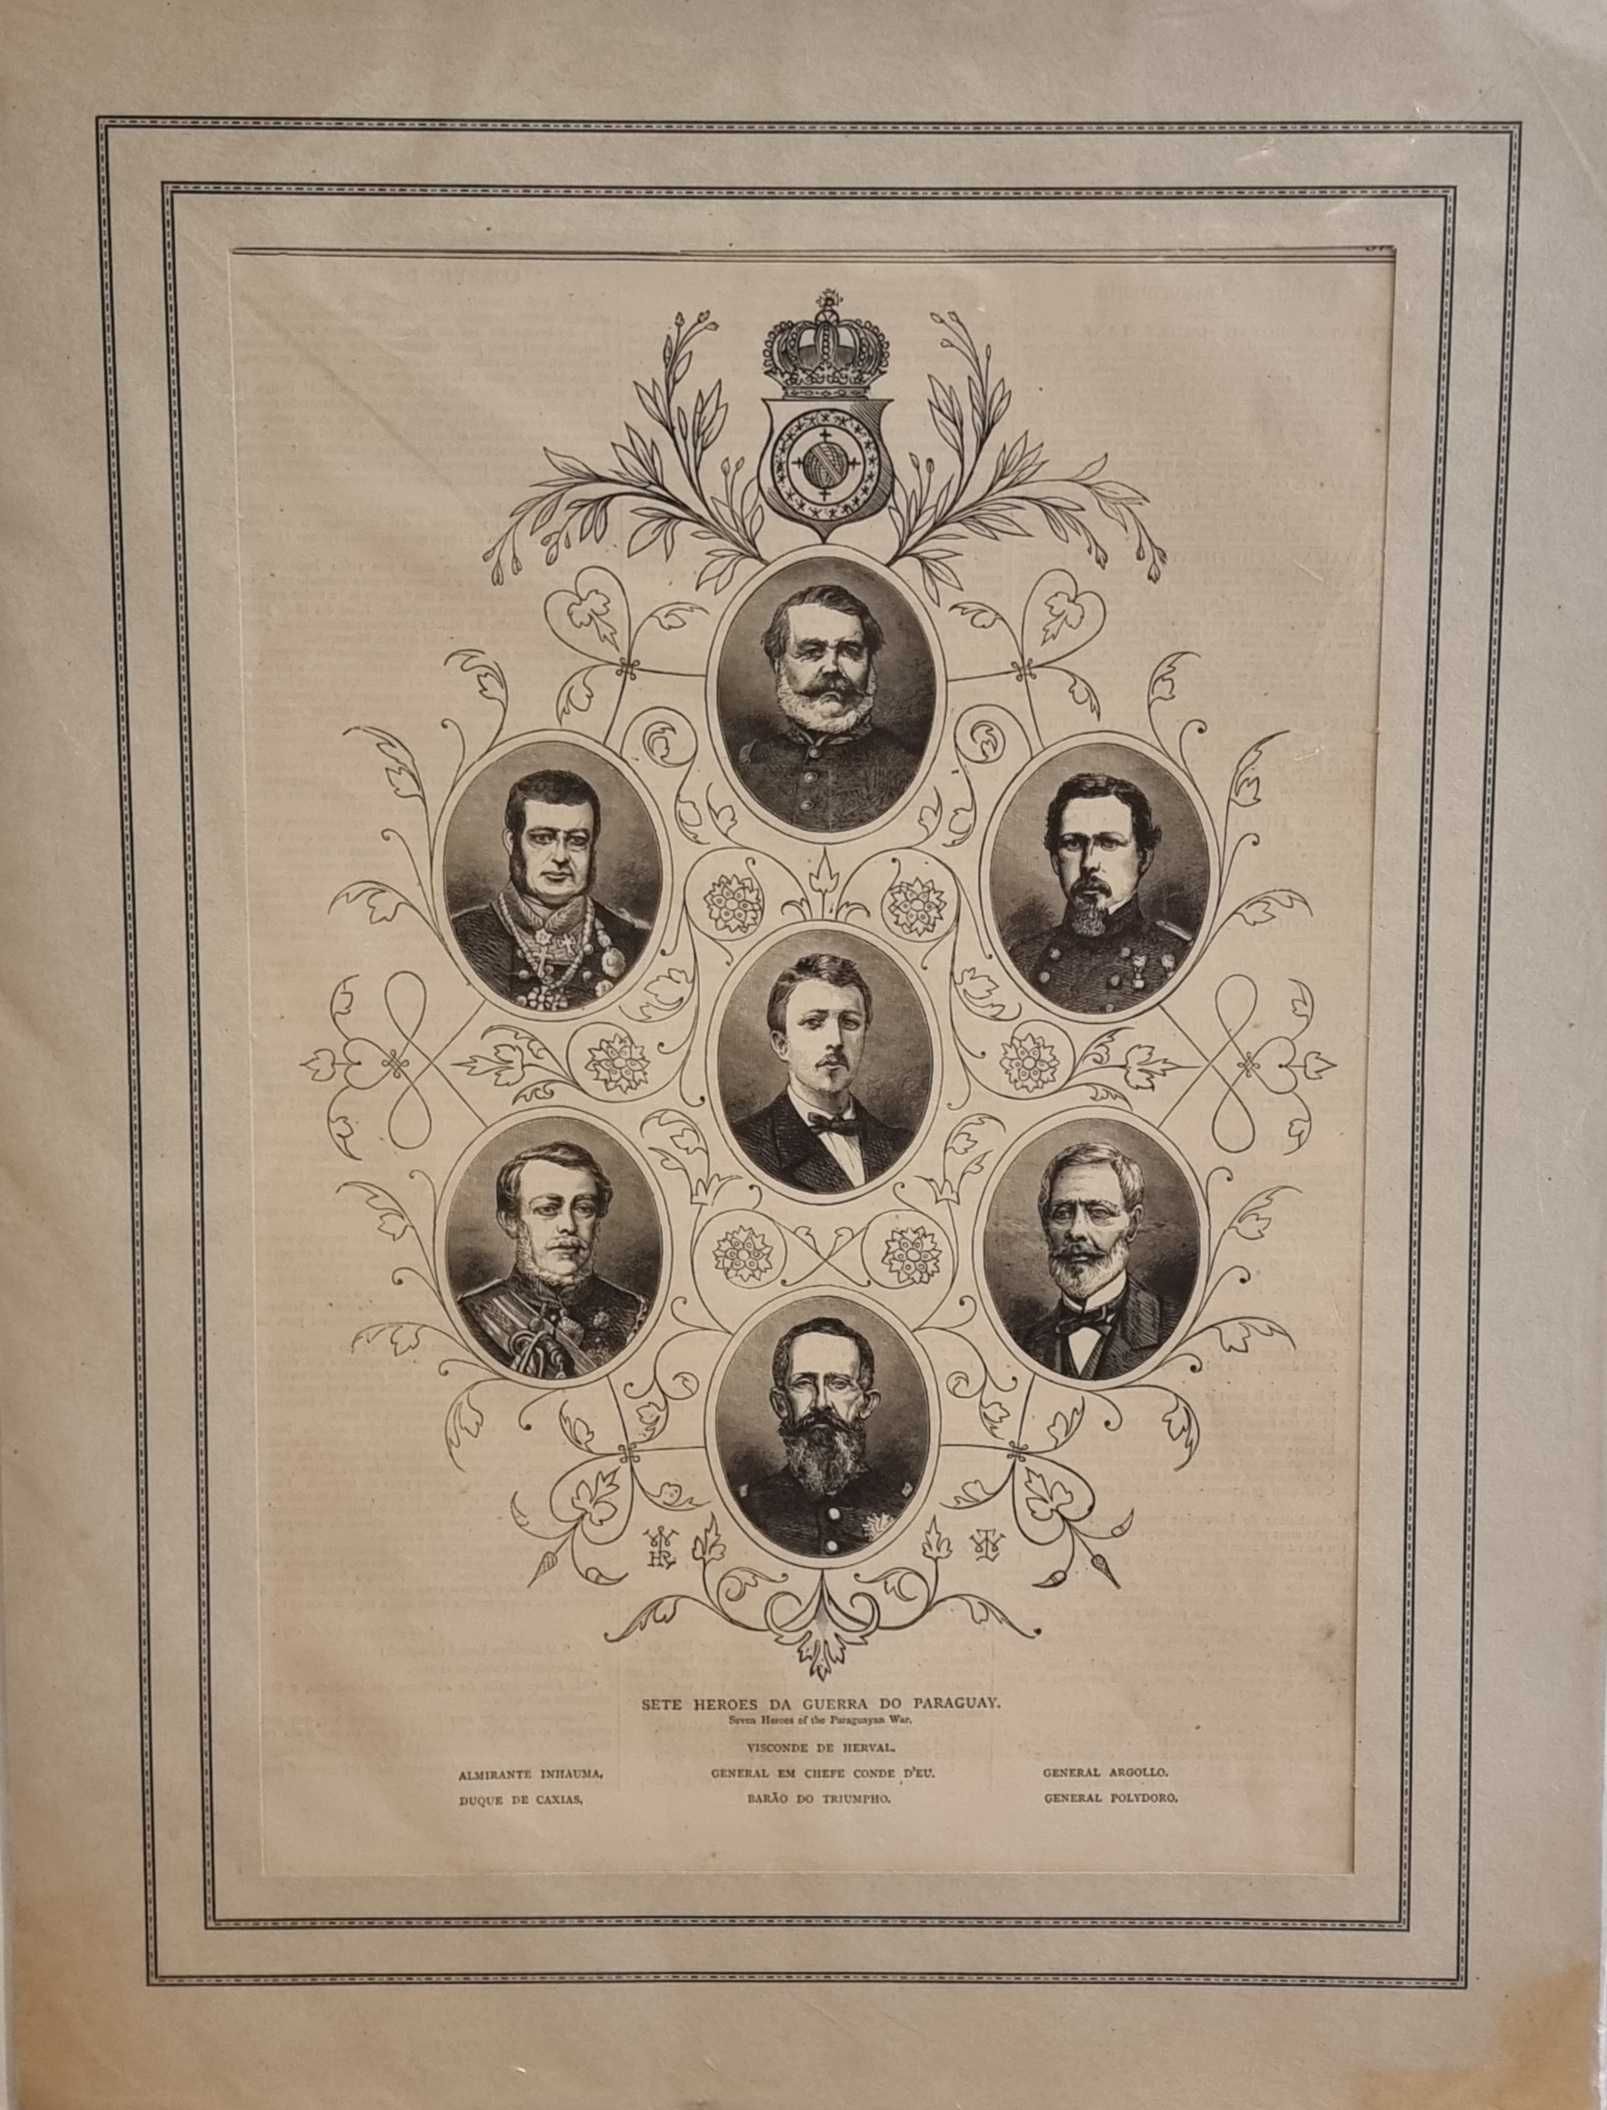 SETE HEROES DA GUERRA DO PARAGUAY.
Seven Heroes of the Paraguayan War.
VISCONDE DE HERVAL.
ALMIRANTE INHAUMA, GENERAL EM CHEFE CONDE D'EU. GENERAL ARGOLLO.
DUQUE DE CAXIAS, BARÃO DO TRIUMPHO. GENERAL POLYDORO,